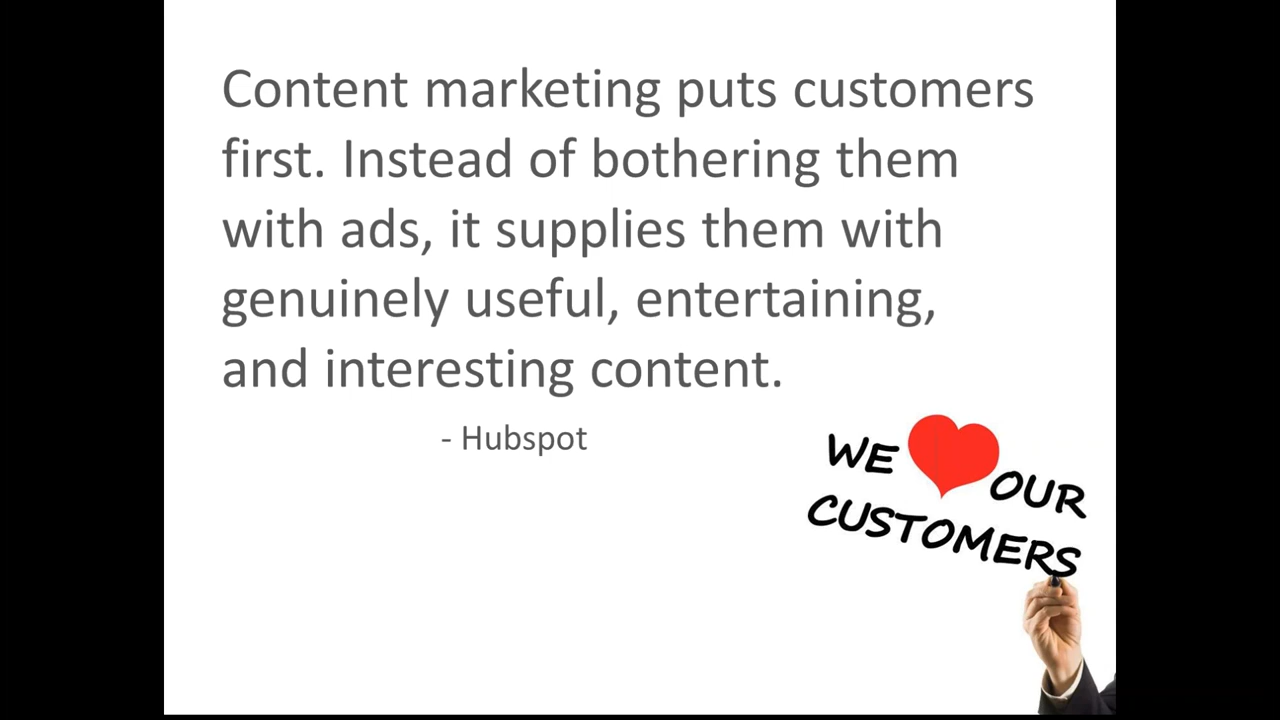 Content marketing puts customers
first. Instead of bothering them
with ads, it supplies them with
genuinely useful, entertaining,
and interesting content.
- Hubspot
WE OUR
CUSTOMERS